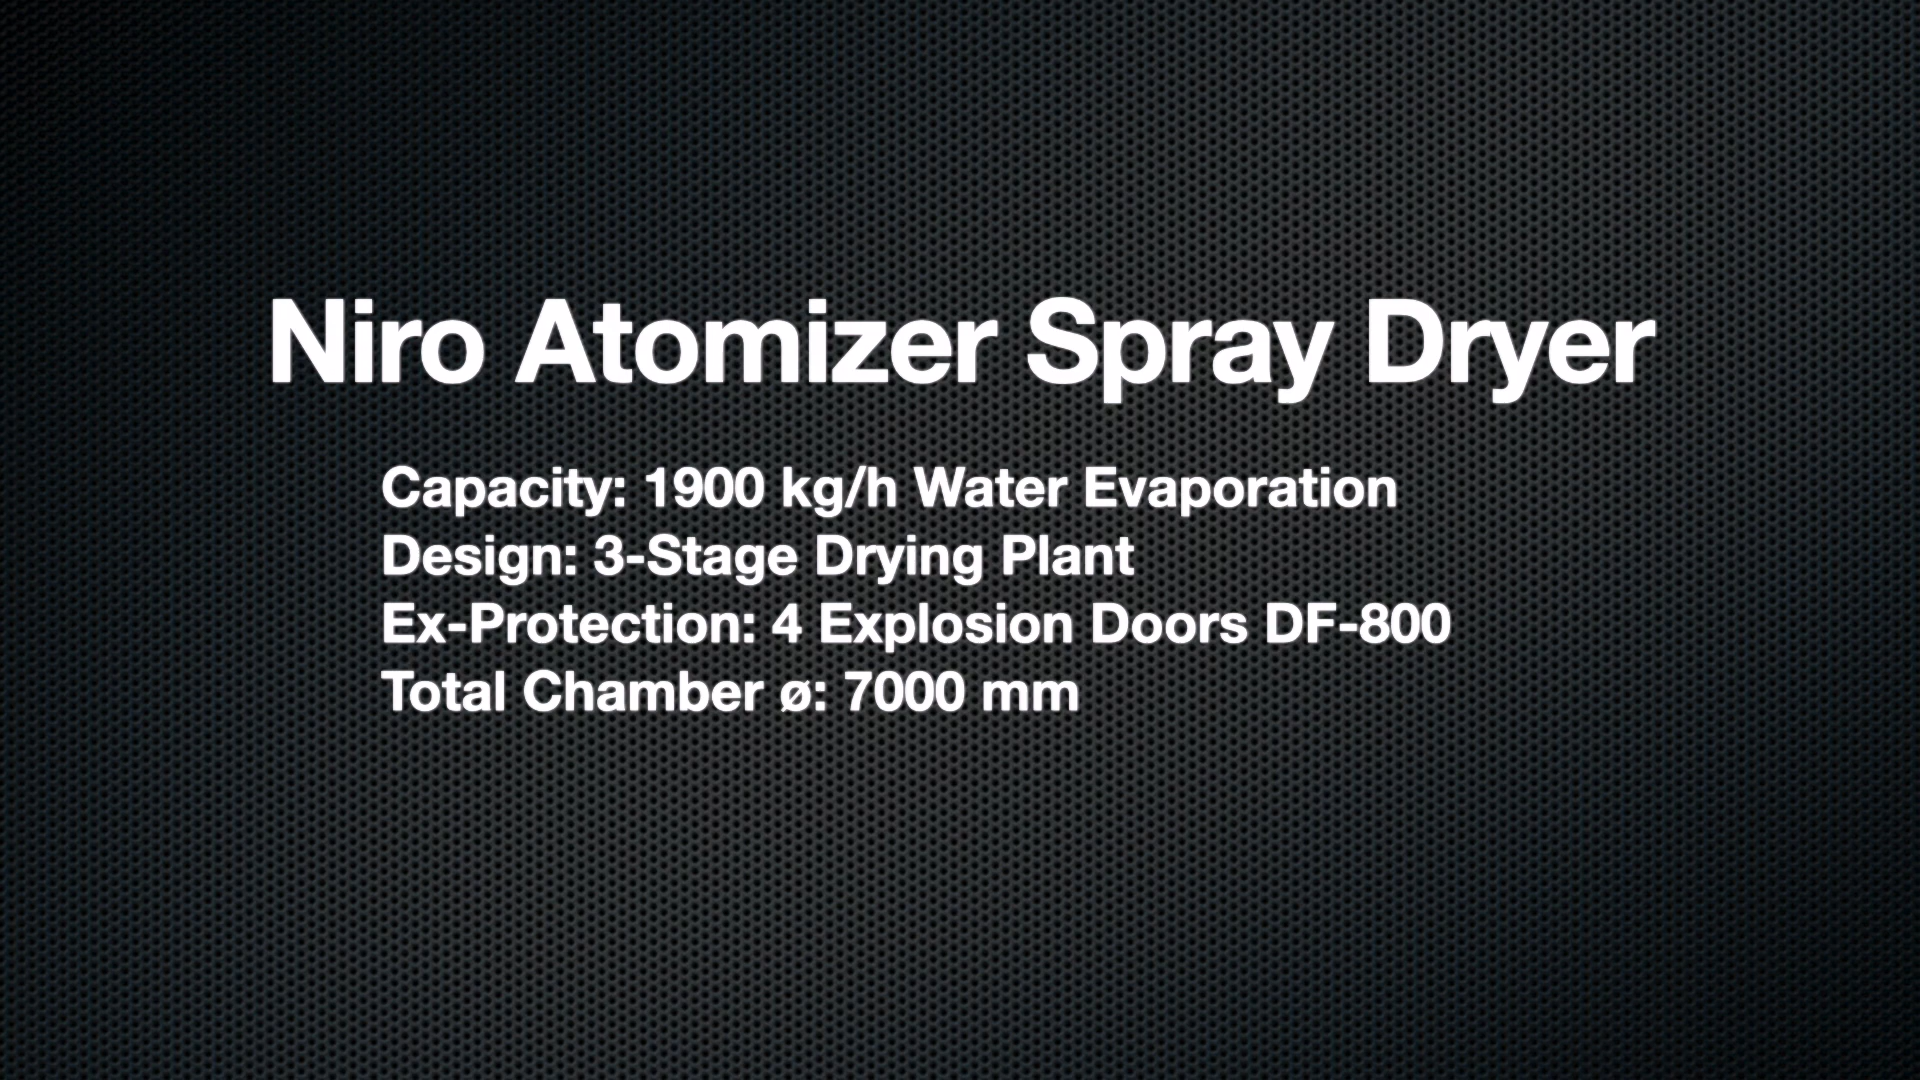 Niro Atomizer Spray Dryer
Capacity: 1900 kg/h Water Evaporation
Design: 3-Stage Drying Plant
Ex-Protection: 4 Explosion Doors DF-800
Total Chamber ø: 7000 mm